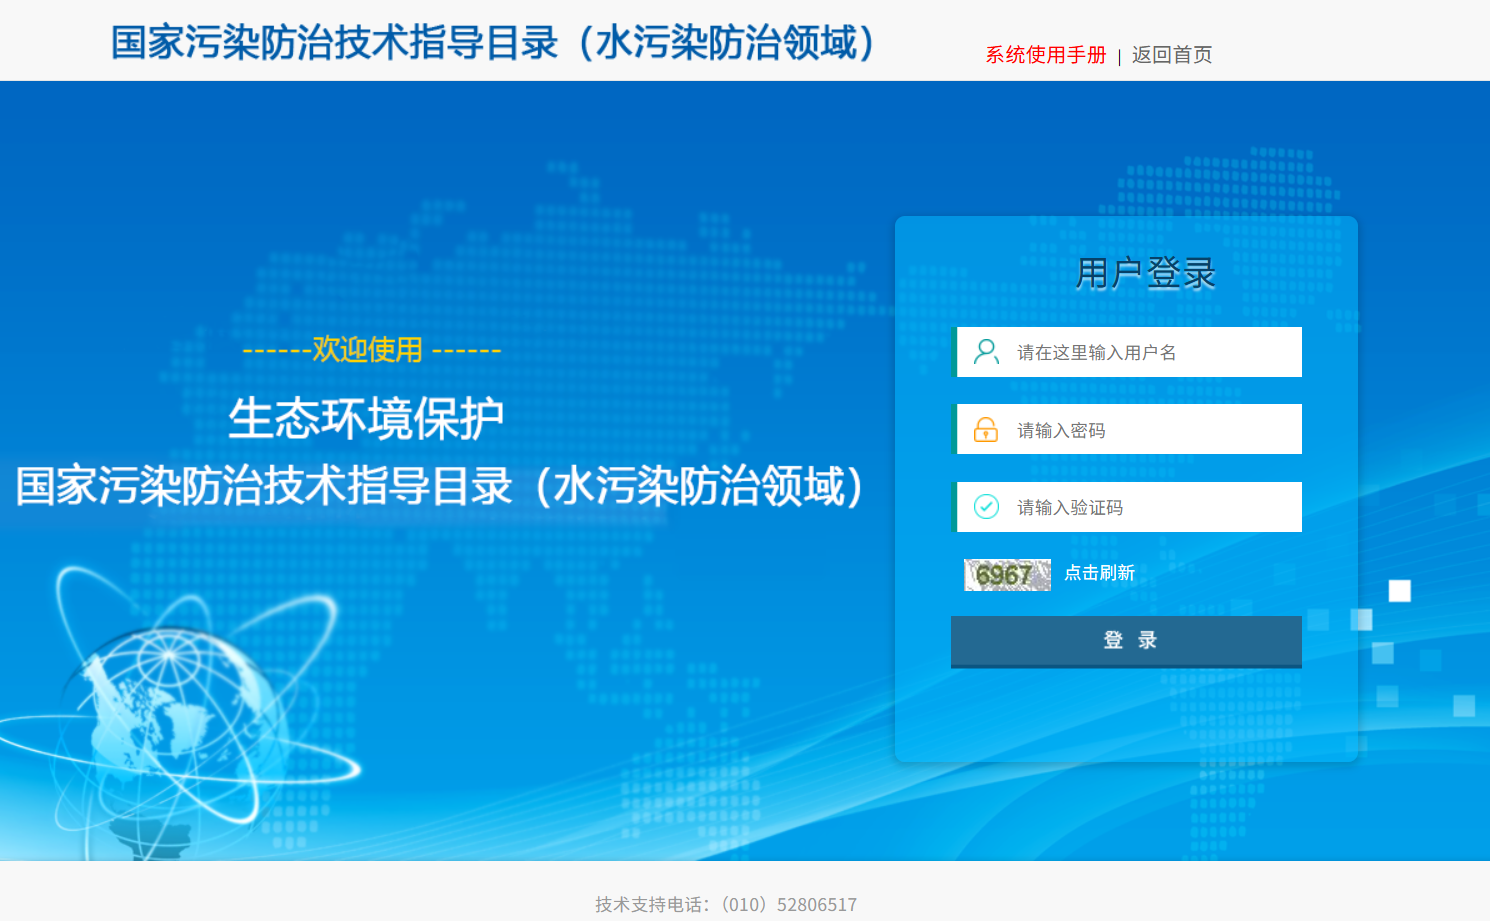 国家污染防治技术指导目录（水污染防治领域）
系统使用手册 | 返回首页
------欢迎使用 ------
生态环境保护
国家污染防治技术指导目录（水污染防治领域）
用户登录
请在这里输入用户名
请输入密码
请输入验证码
6967 点击刷新
登 录
技术支持电话：（010）52806517